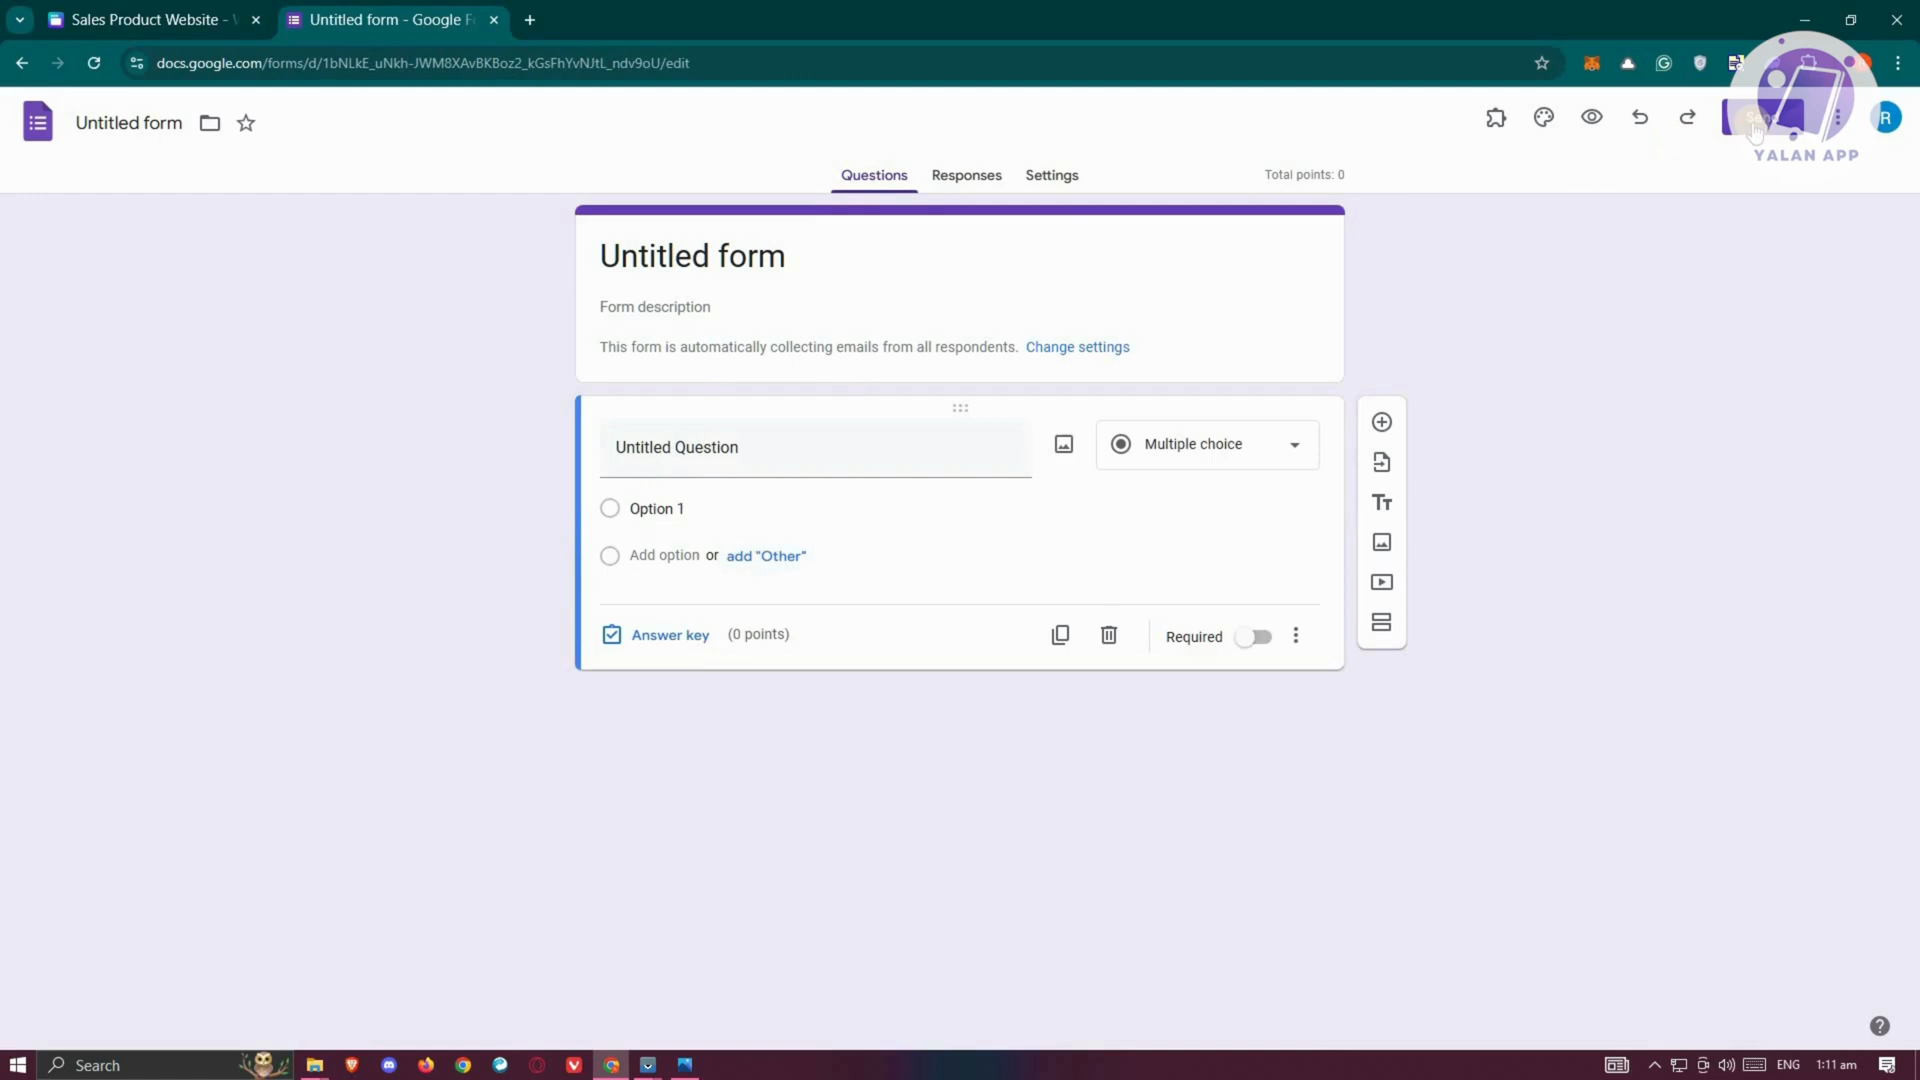 Sales Product Website -
Untitled form - Google F
docs.google.com/forms/d/1bNLkE_uNkh-JWM8XAvBKBoz2_kGsFhYvNJtL_ndv9oU/edit
Untitled form
Send
R
YALAN APP
Questions
Responses
Settings
Total points: 0
Untitled form
Form description
This form is automatically collecting emails from all respondents. Change settings
Untitled Question
Multiple choice
Option 1
Add option or add "Other"
Answer key (0 points)
Required
Search
ENG
1:11 am